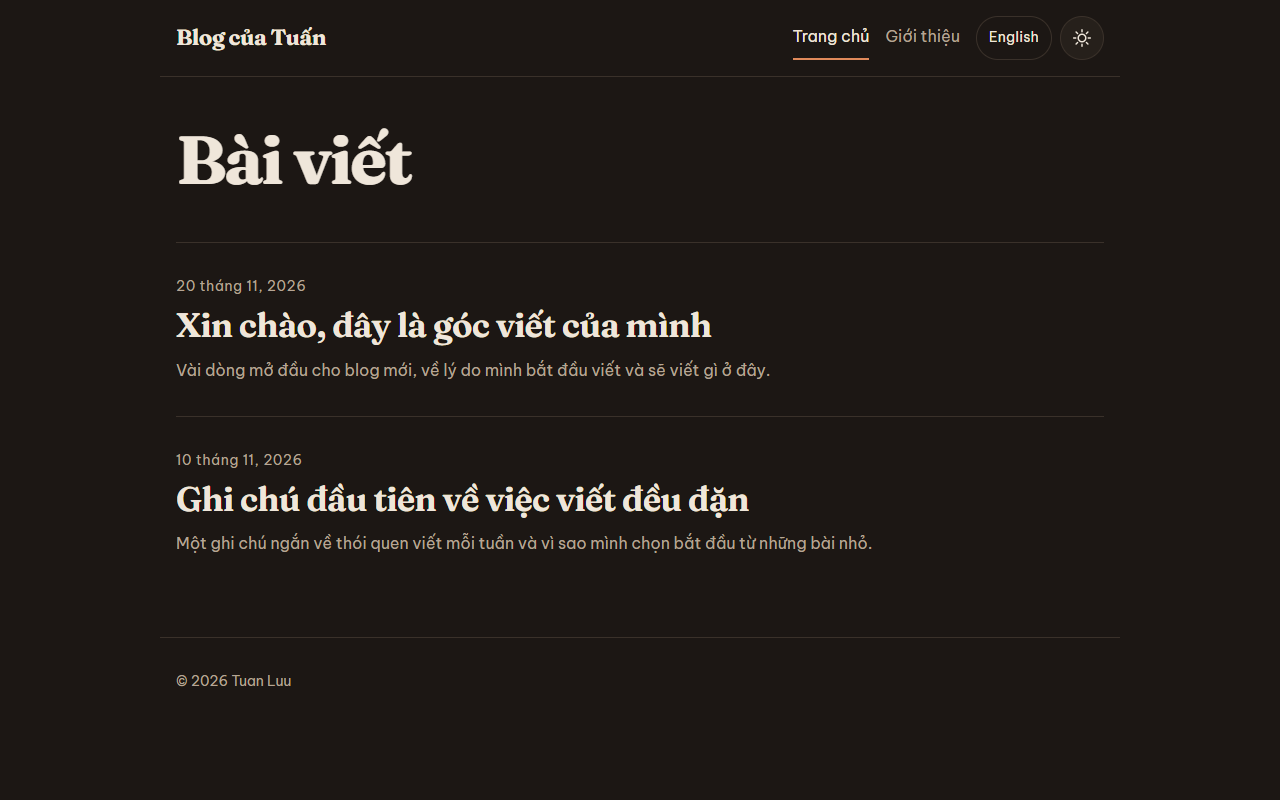 Blog của Tuấn
Trang chủ
Giới thiệu
English
Bài viết
20 tháng 11, 2026
Xin chào, đây là góc viết của mình
Vài dòng mở đầu cho blog mới, về lý do mình bắt đầu viết và sẽ viết gì ở đây.
10 tháng 11, 2026
Ghi chú đầu tiên về việc viết đều đặn
Một ghi chú ngắn về thói quen viết mỗi tuần và vì sao mình chọn bắt đầu từ những bài nhỏ.
© 2026 Tuan Luu